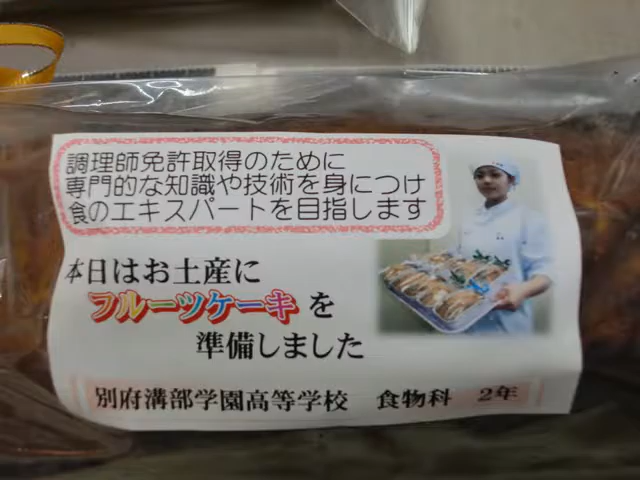 調理師免許取得のために
専門的な知識や技術を身につけ
食のエキスパートを目指します
本日はお土産に
フルーツケーキを
準備しました
別府溝部学園高等学校　食物科　2年